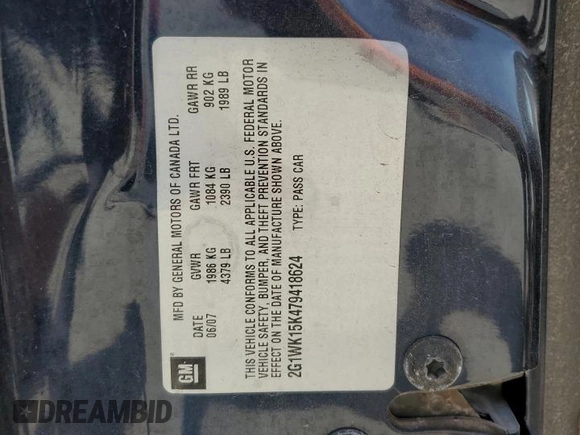 GM
MFD BY GENERAL MOTORS OF CANADA LTD.
DATE GVWR GAWR FRT GAWR RR
06/07 1986 KG 1084 KG 902 KG
4379 LB 2390 LB 1989 LB
THIS VEHICLE CONFORMS TO ALL APPLICABLE U.S. FEDERAL MOTOR
VEHICLE SAFETY, BUMPER, AND THEFT PREVENTION STANDARDS IN
EFFECT ON THE DATE OF MANUFACTURE SHOWN ABOVE.
2G1WK15K479418624 TYPE: PASS CAR
DREAMBID